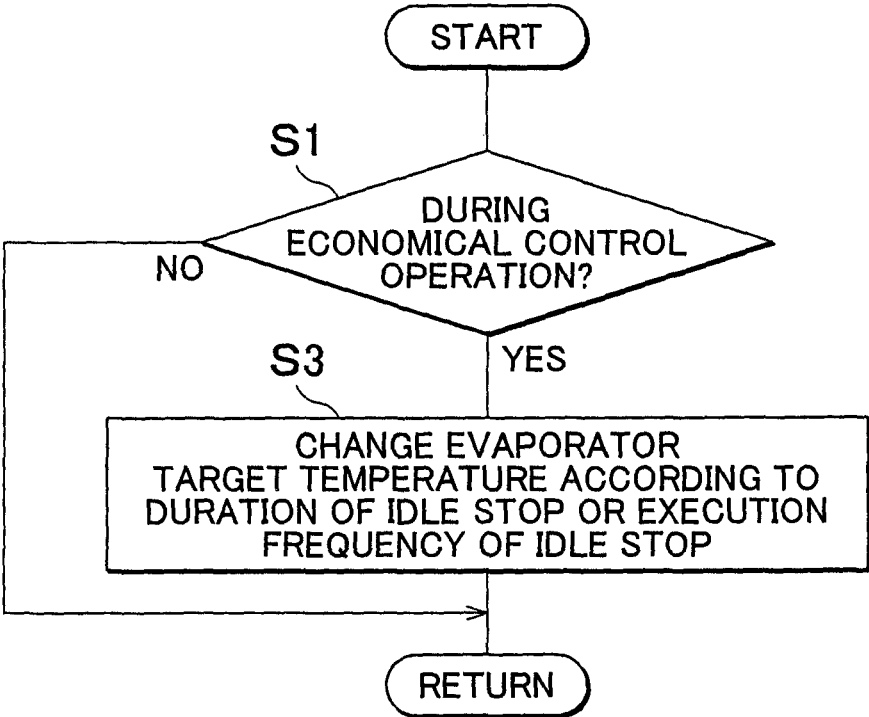 START
S1
DURING
ECONOMICAL CONTROL
OPERATION?
NO
YES
S3
CHANGE EVAPORATOR
TARGET TEMPERATURE ACCORDING TO
DURATION OF IDLE STOP OR EXECUTION
FREQUENCY OF IDLE STOP
RETURN